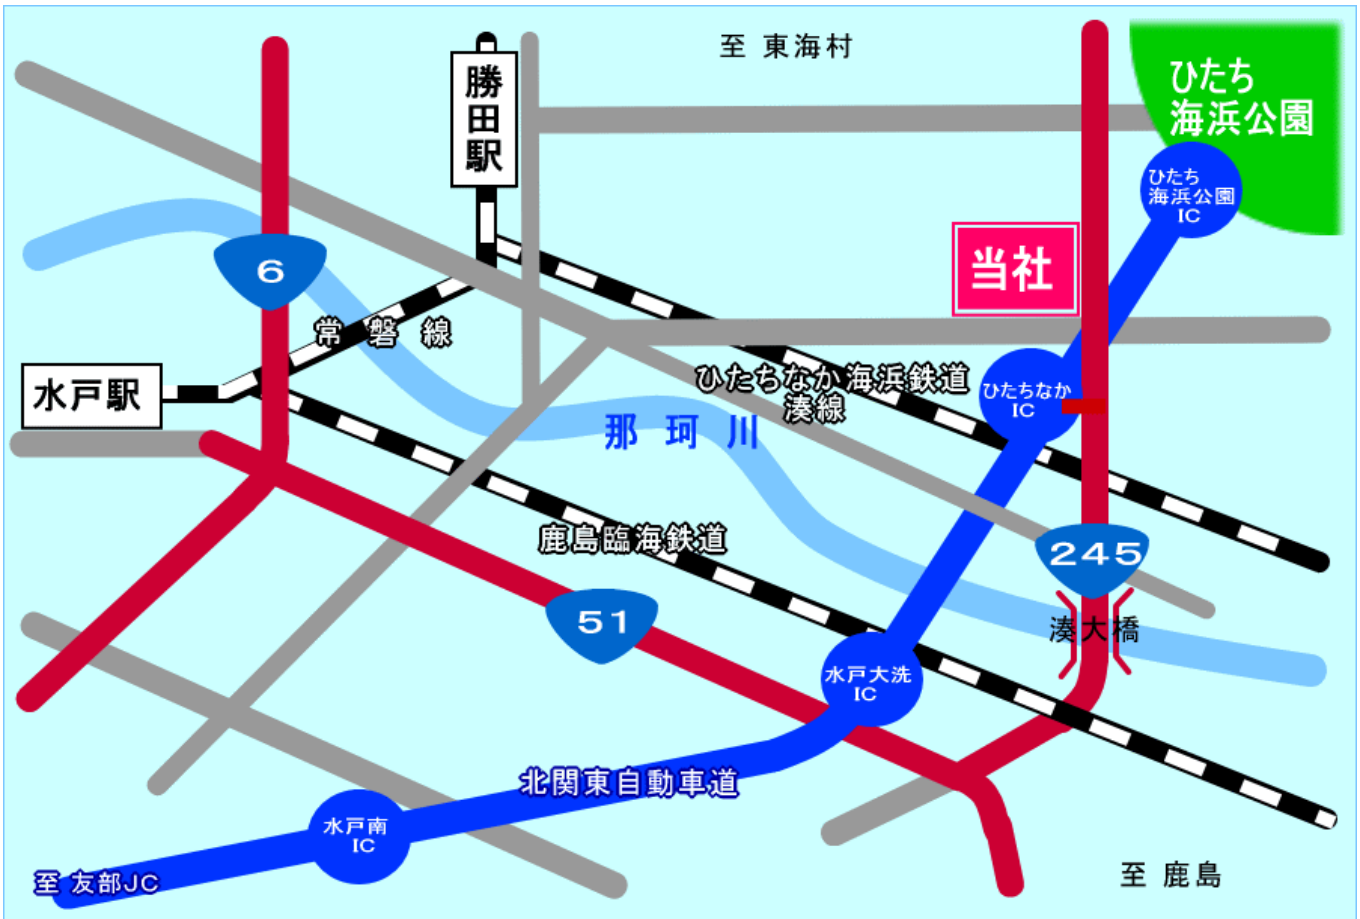 至 東海村
勝田駅
ひたち
海浜公園
ひたち
海浜公園
IC
当社
6
常磐線
水戸駅
ひたちなか海浜鉄道
湊線
ひたちなか
IC
那珂川
鹿島臨海鉄道
245
51
湊大橋
水戸大洗
IC
北関東自動車道
水戸南
IC
至 友部JC
至 鹿島